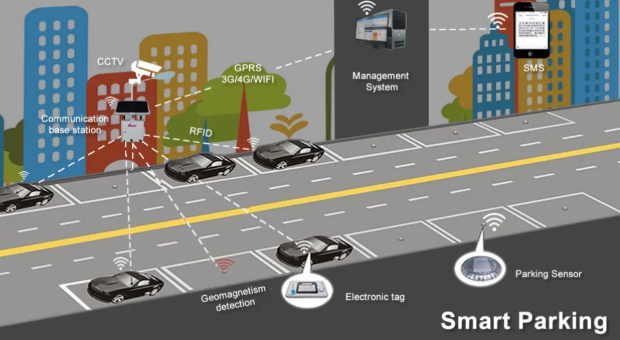 CCTV
GPRS
3G/4G/WIFI
Management
System
SMS
Communication
base station
RFID
Geomagnetism
detection
Electronic tag
Parking Sensor
Smart Parking